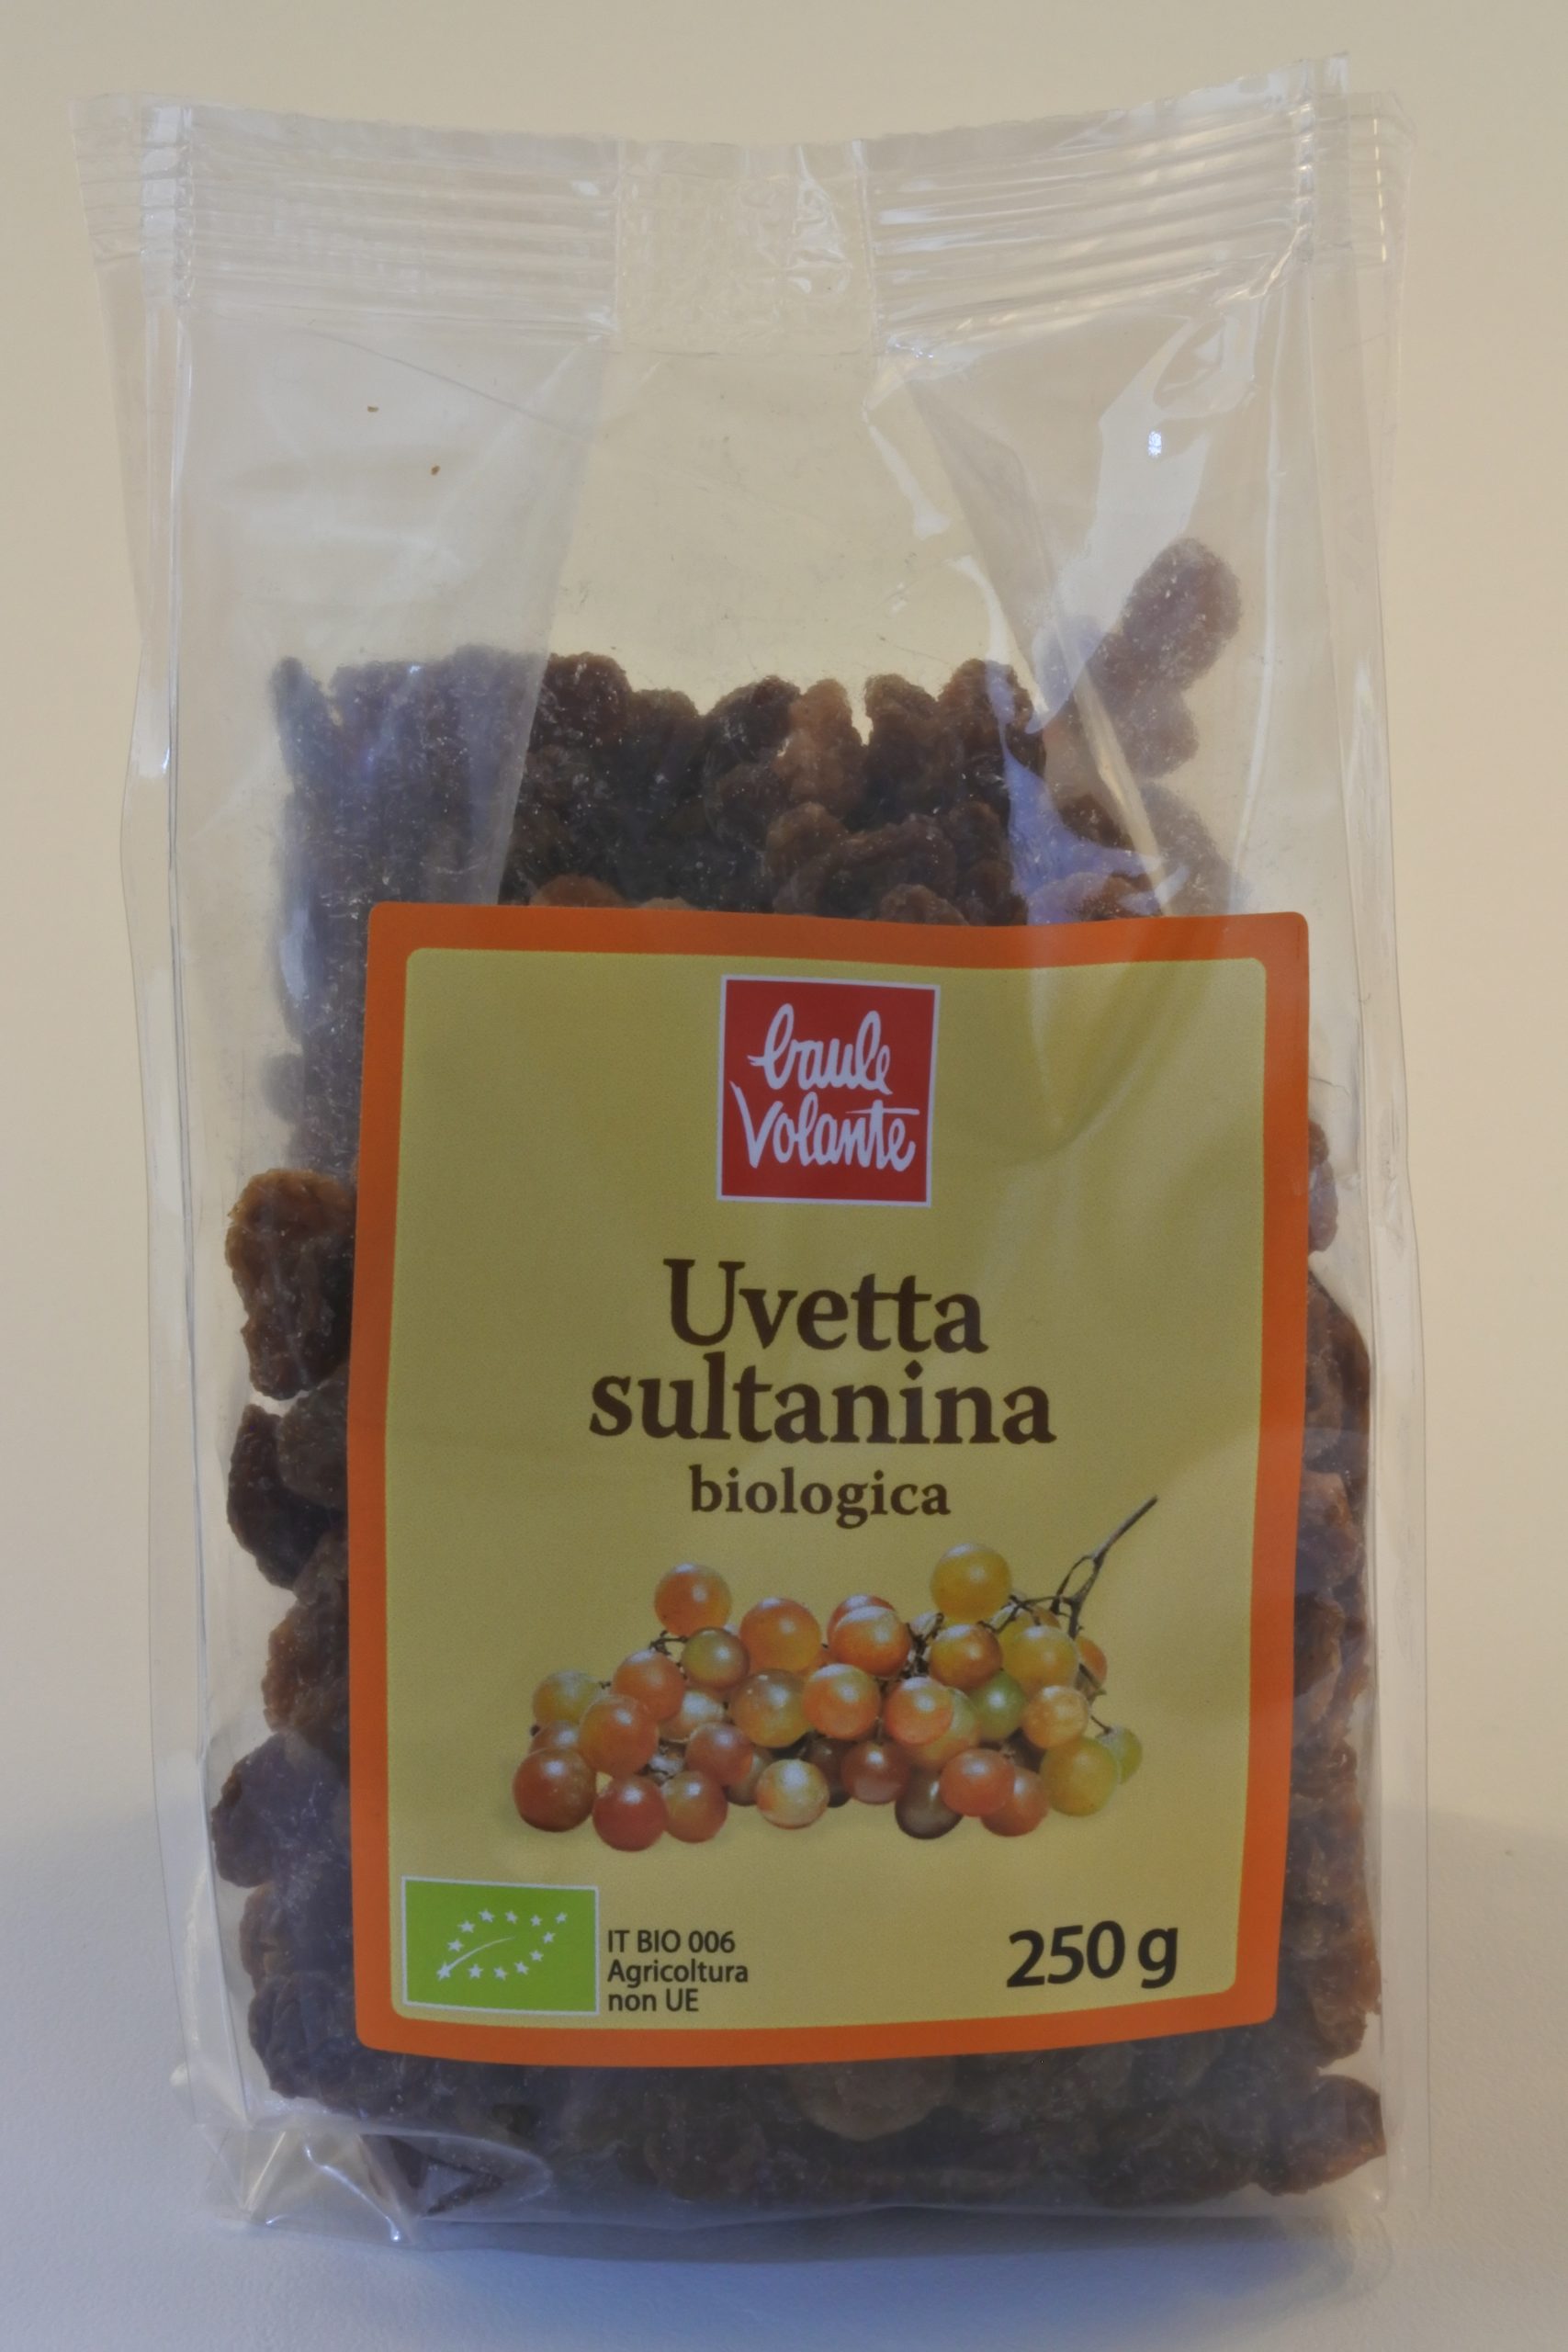 baule
volante
Uvetta
sultanina
biologica
IT BIO 006
Agricoltura
non UE
250 g